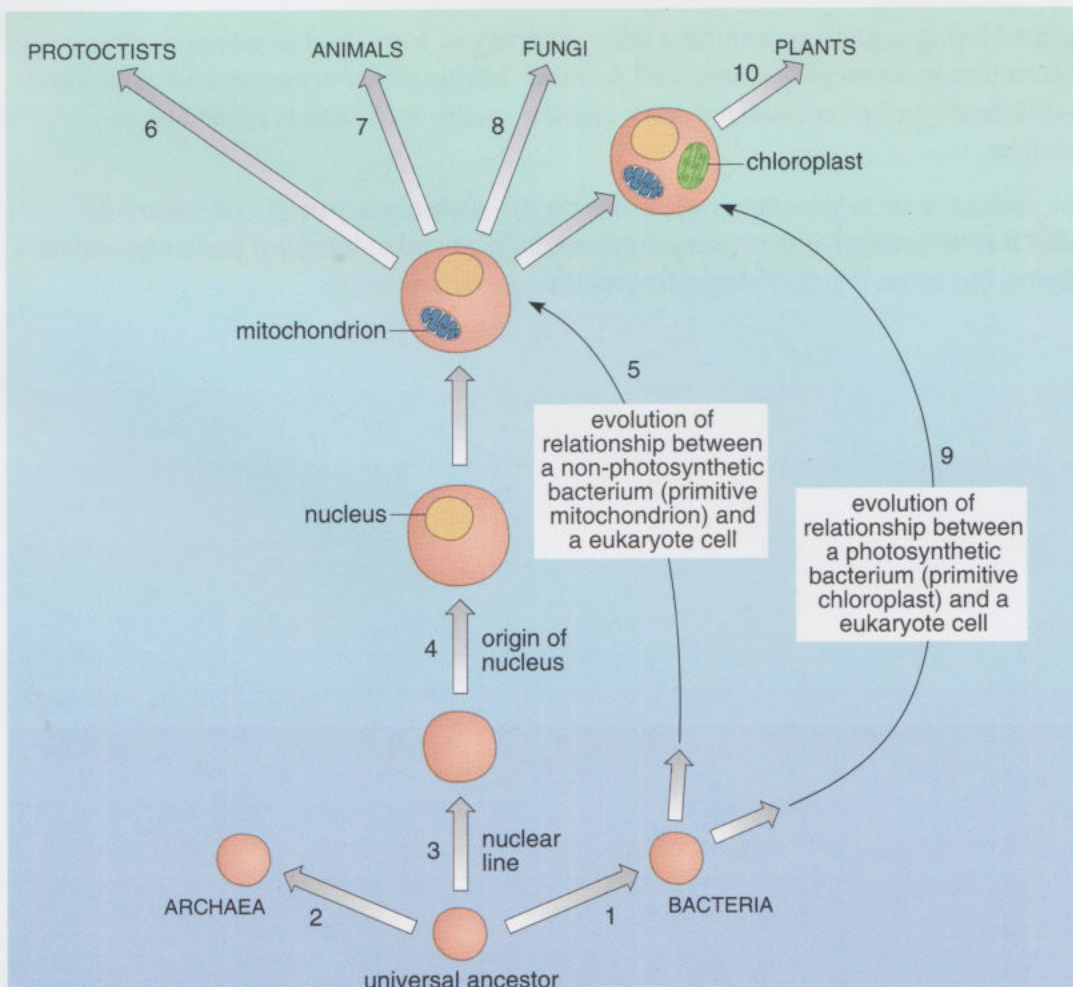 PROTOCTISTS
ANIMALS
FUNGI
PLANTS
6
7
8
10
chloroplast
mitochondrion
5
evolution of
relationship between
a non-photosynthetic
bacterium (primitive
mitochondrion) and
a eukaryote cell
9
evolution of
relationship between
a photosynthetic
bacterium (primitive
chloroplast) and a
eukaryote cell
nucleus
4
origin of
nucleus
3
nuclear
line
ARCHAEA
2
1
BACTERIA
universal ancestor